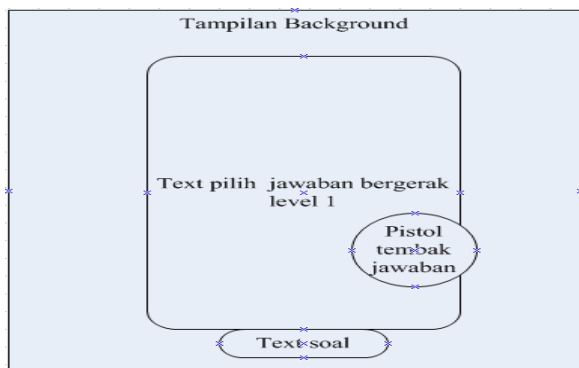 Tampilan Background
Text pilih jawaban bergerak
level 1
Pistol
tembak
jawaban
Text soal